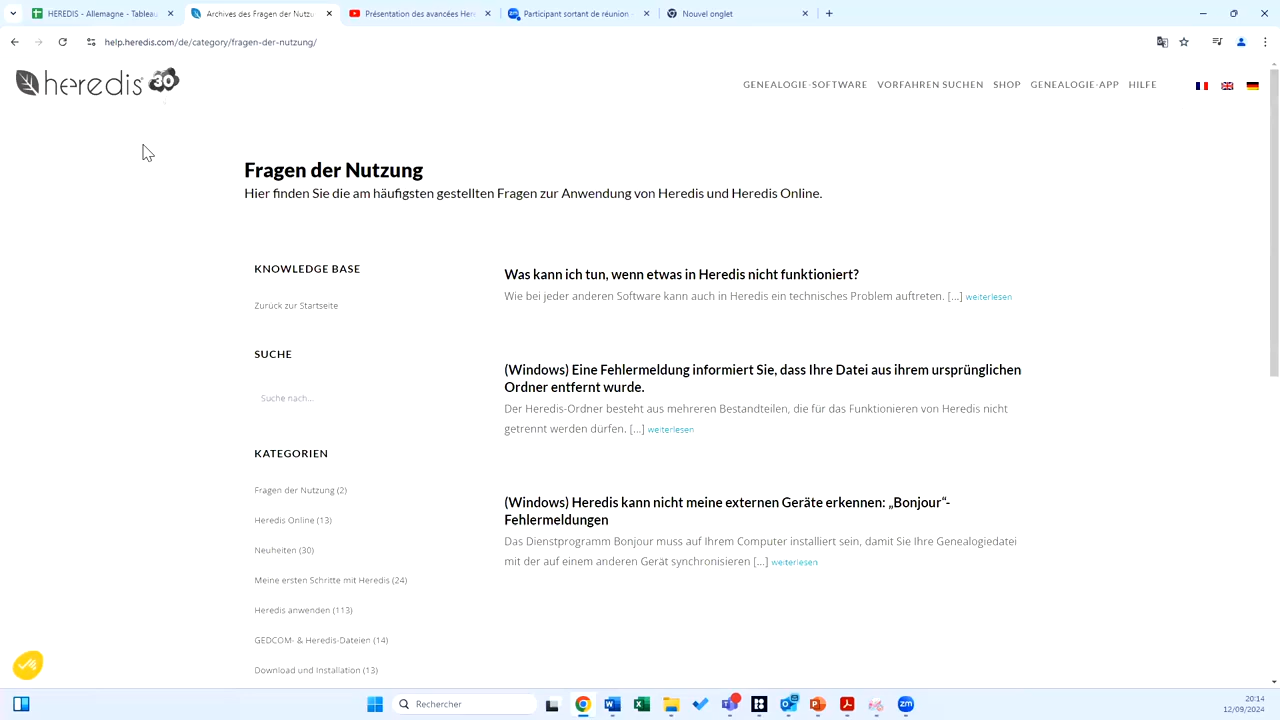 HEREDIS - Allemagne - Tableau
Archives des Fragen der Nutzu
Présentation des avancées Her
Participant sortant de réunion -
Nouvel onglet
help.heredis.com/de/category/fragen-der-nutzung/
heredis 30
GENEALOGIE-SOFTWARE
VORFAHREN SUCHEN
SHOP
GENEALOGIE-APP
HILFE
Fragen der Nutzung
Hier finden Sie die am häufigsten gestellten Fragen zur Anwendung von Heredis und Heredis Online.
KNOWLEDGE BASE
Zurück zur Startseite
SUCHE
Suche nach...
KATEGORIEN
Fragen der Nutzung (2)
Heredis Online (13)
Neuheiten (30)
Meine ersten Schritte mit Heredis (24)
Heredis anwenden (113)
GEDCOM- & Heredis-Dateien (14)
Download und Installation (13)
Was kann ich tun, wenn etwas in Heredis nicht funktioniert?
Wie bei jeder anderen Software kann auch in Heredis ein technisches Problem auftreten. [...] weiterlesen
(Windows) Eine Fehlermeldung informiert Sie, dass Ihre Datei aus ihrem ursprünglichen
Ordner entfernt wurde.
Der Heredis-Ordner besteht aus mehreren Bestandteilen, die für das Funktionieren von Heredis nicht
getrennt werden dürfen. [...] weiterlesen
(Windows) Heredis kann nicht meine externen Geräte erkennen: „Bonjour“-
Fehlermeldungen
Das Dienstprogramm Bonjour muss auf Ihrem Computer installiert sein, damit Sie Ihre Genealogiedatei
mit der auf einem anderen Gerät synchronisieren [...] weiterlesen
Rechercher
20:14
12/09/2024